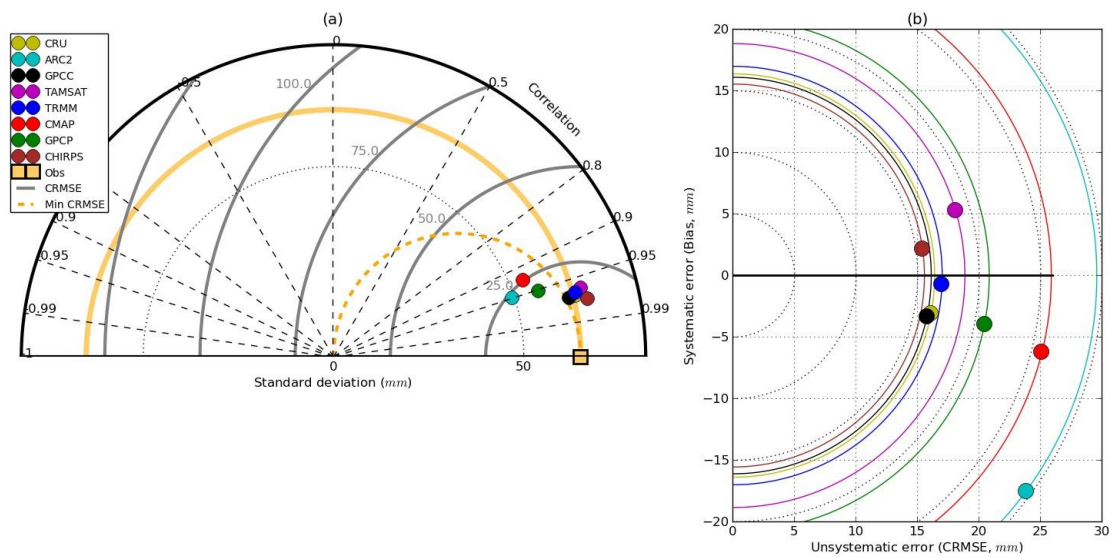 (a)
CRU
ARC2
GPCC
TAMSAT
TRMM
CMAP
GPCP
CHIRPS
Obs
CRMSE
Min CRMSE
0
0.5
0.8
0.9
0.95
0.99
Correlation
100.0
75.0
50.0
25.0
0.5
0.9
0.95
0.99
1
0
50
Standard deviation (mm)
(b)
Systematic error (Bias, mm)
20
15
10
5
0
−5
−10
−15
−20
0
5
10
15
20
25
30
Unsystematic error (CRMSE, mm)